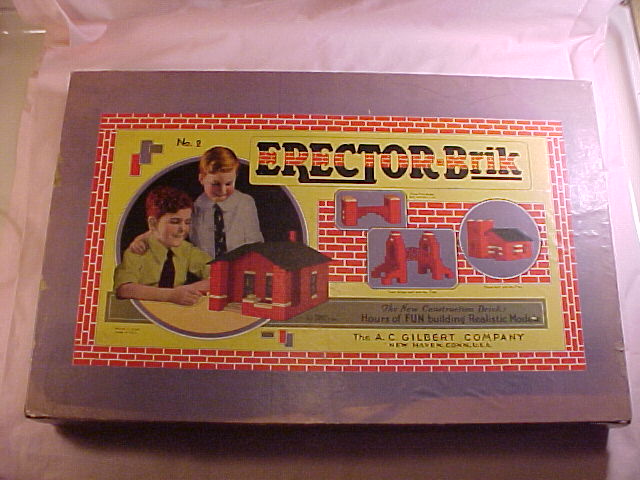 No. 2
ERECTOR-Brik
The New Construction Bricks
Hours of FUN building Realistic Models
The A. C. GILBERT COMPANY
NEW HAVEN, CONN., U.S.A.